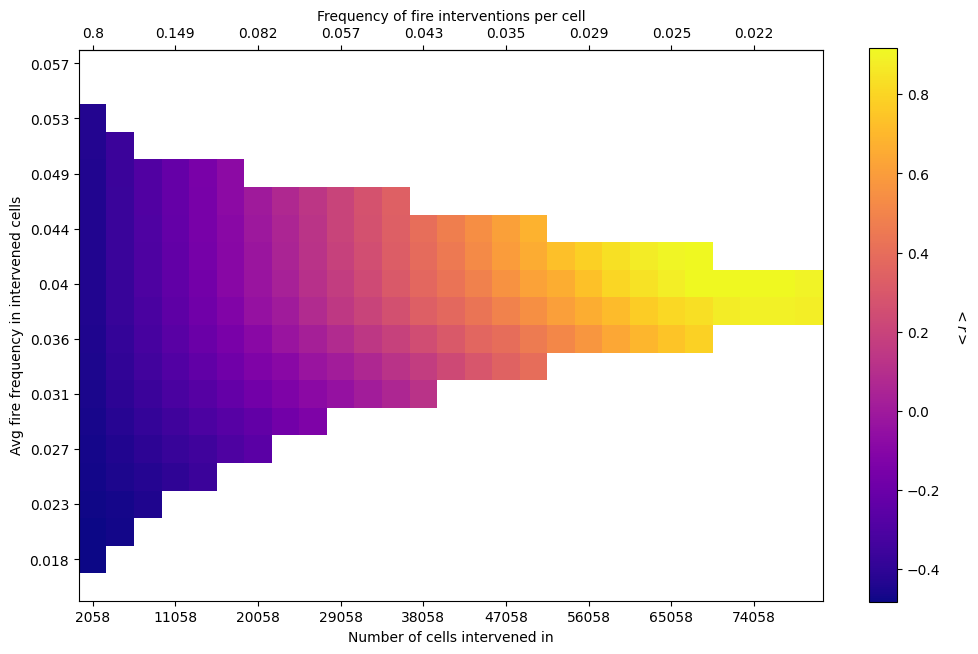 Frequency of fire interventions per cell
0.8 0.149 0.082 0.057 0.043 0.035 0.029 0.025 0.022
Avg fire frequency in intervened cells
0.057
0.053
0.049
0.044
0.04
0.036
0.031
0.027
0.023
0.018
2058 11058 20058 29058 38058 47058 56058 65058 74058
Number of cells intervened in
0.8
0.6
0.4
0.2
0.0
−0.2
−0.4
< r >